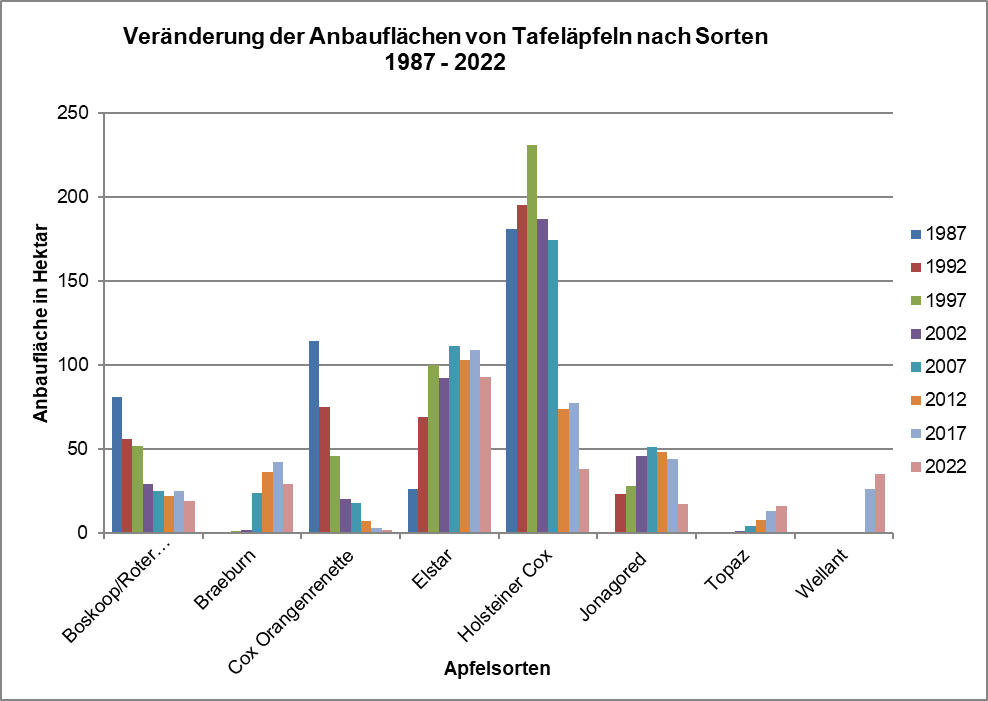 Veränderung der Anbauflächen von Tafeläpfeln nach Sorten
1987 - 2022
Anbaufläche in Hektar
250
200
150
100
50
0
Boskoop/Roter…
Braeburn
Cox Orangenrenette
Elstar
Holsteiner Cox
Jonagored
Topaz
Wellant
Apfelsorten
1987
1992
1997
2002
2007
2012
2017
2022